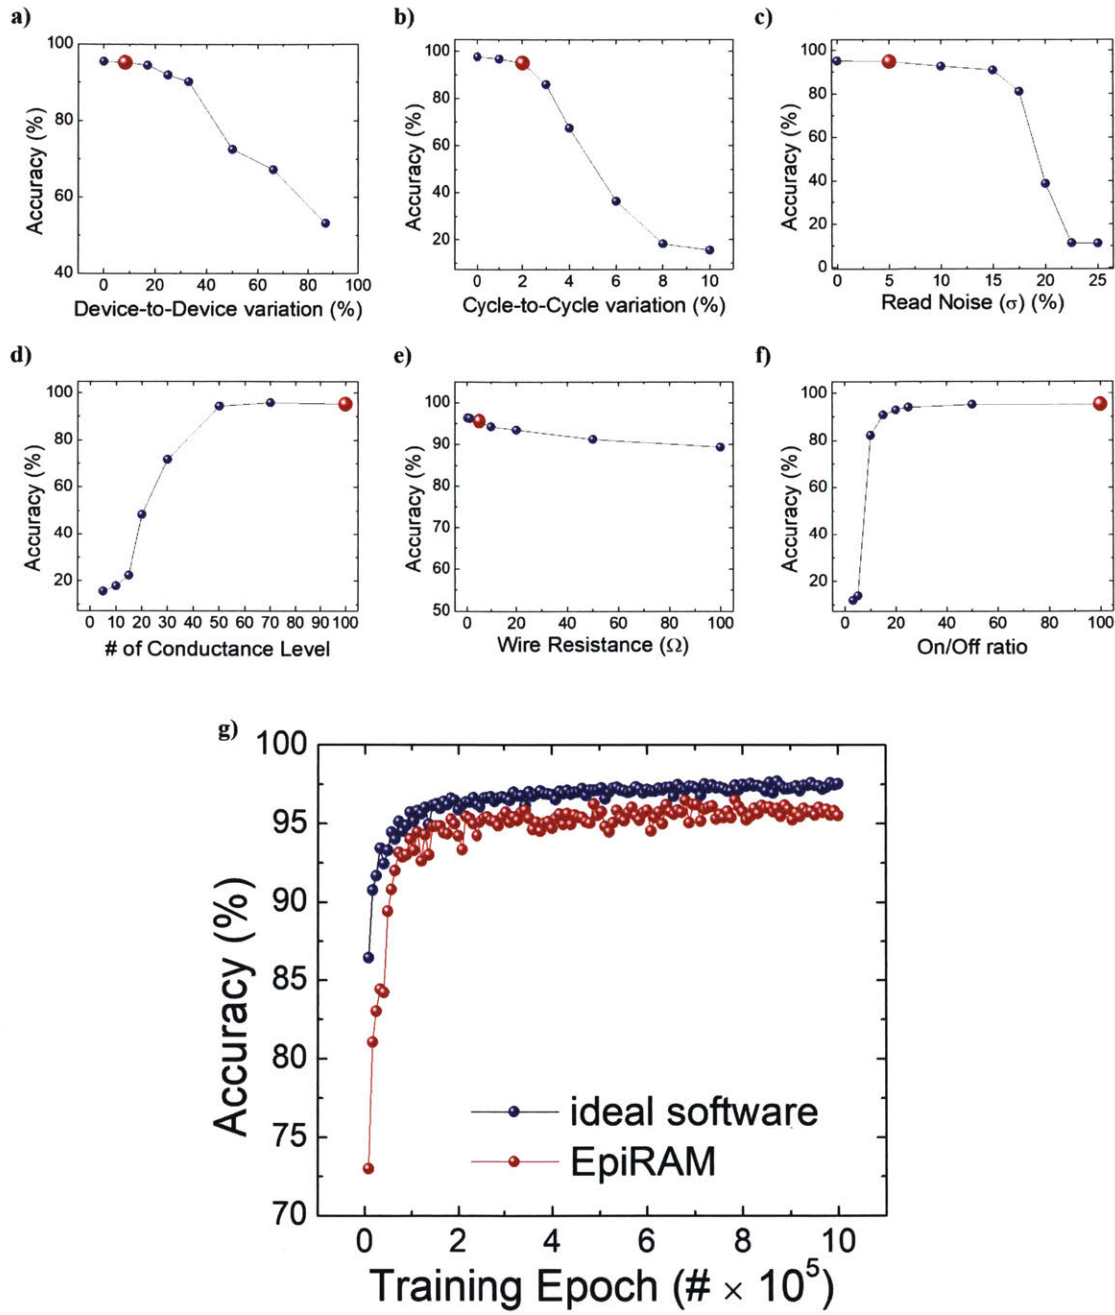 a)
100
80
60
40
Accuracy (%)
0 20 40 60 80 100
Device-to-Device variation (%)
b)
100
80
60
40
20
Accuracy (%)
0 2 4 6 8 10
Cycle-to-Cycle variation (%)
c)
100
80
60
40
20
0
Accuracy (%)
0 5 10 15 20 25
Read Noise (σ) (%)
d)
100
80
60
40
20
Accuracy (%)
0 10 20 30 40 50 60 70 80 90 100
# of Conductance Level
e)
100
90
80
70
60
50
Accuracy (%)
0 20 40 60 80 100
Wire Resistance (Ω)
f)
100
80
60
40
20
Accuracy (%)
0 20 40 60 80 100
On/Off ratio
g)
100
95
90
85
80
75
70
Accuracy (%)
ideal software
EpiRAM
0 2 4 6 8 10
Training Epoch (# × 10⁵)